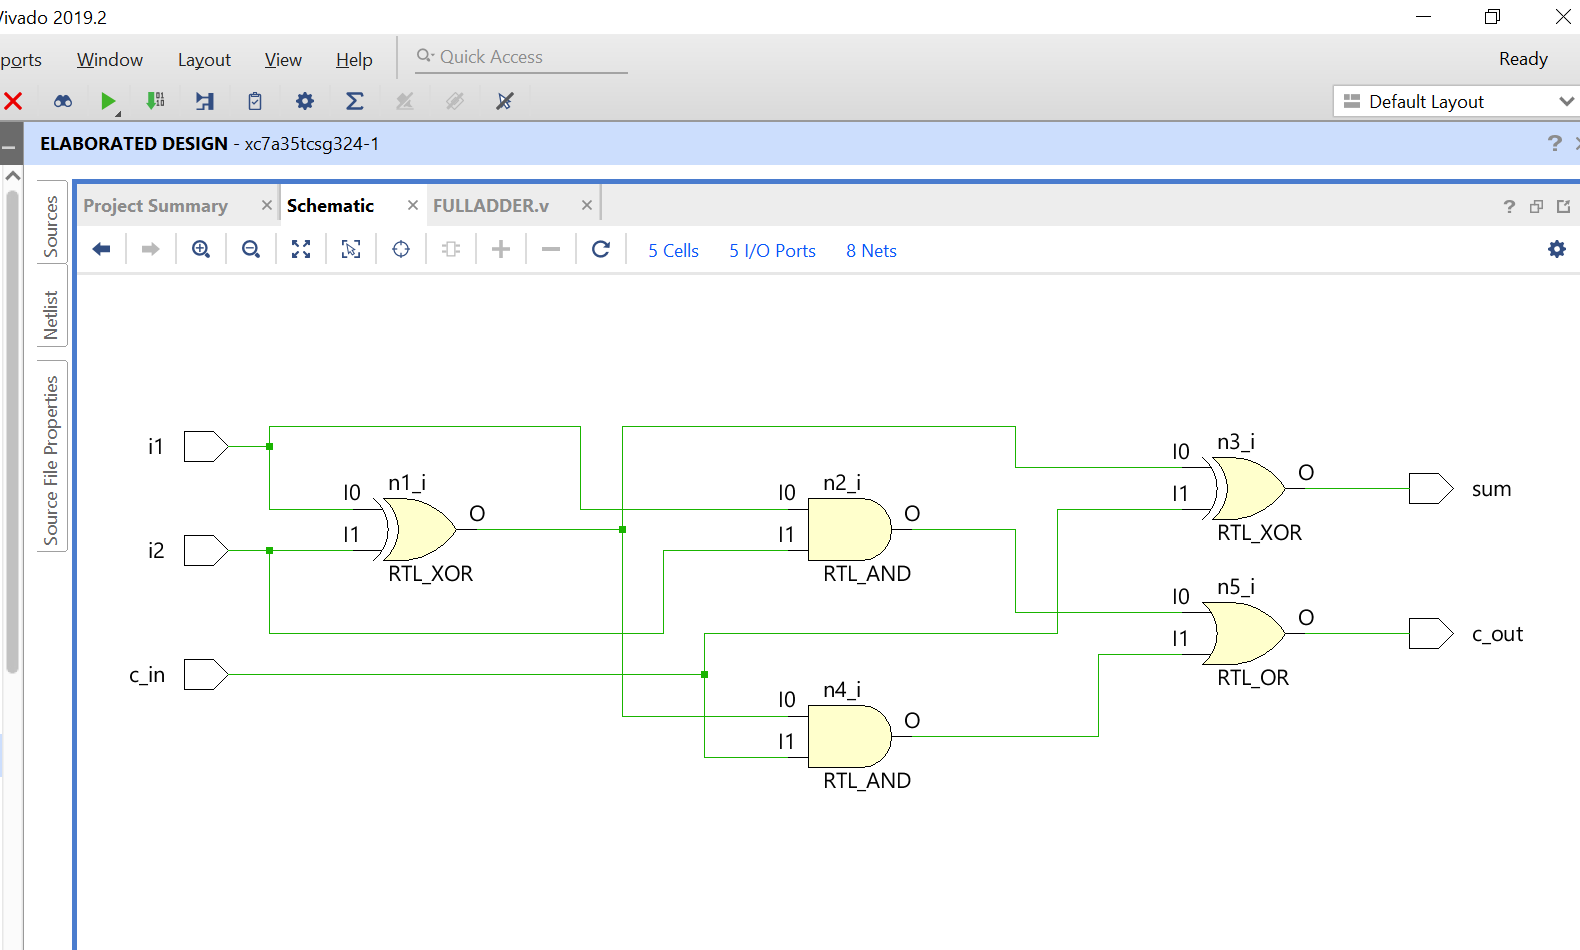 Vivado 2019.2
ports Window Layout View Help Quick Access Ready
Default Layout
ELABORATED DESIGN - xc7a35tcsg324-1
Sources
Netlist
Source File Properties
Project Summary Schematic FULLADDER.v
5 Cells 5 I/O Ports 8 Nets
i1
i2
c_in
I0
I1
n1_i
O
RTL_XOR
I0
I1
n2_i
O
RTL_AND
I0
I1
n4_i
O
RTL_AND
I0
I1
n3_i
O
RTL_XOR
sum
I0
I1
n5_i
O
RTL_OR
c_out